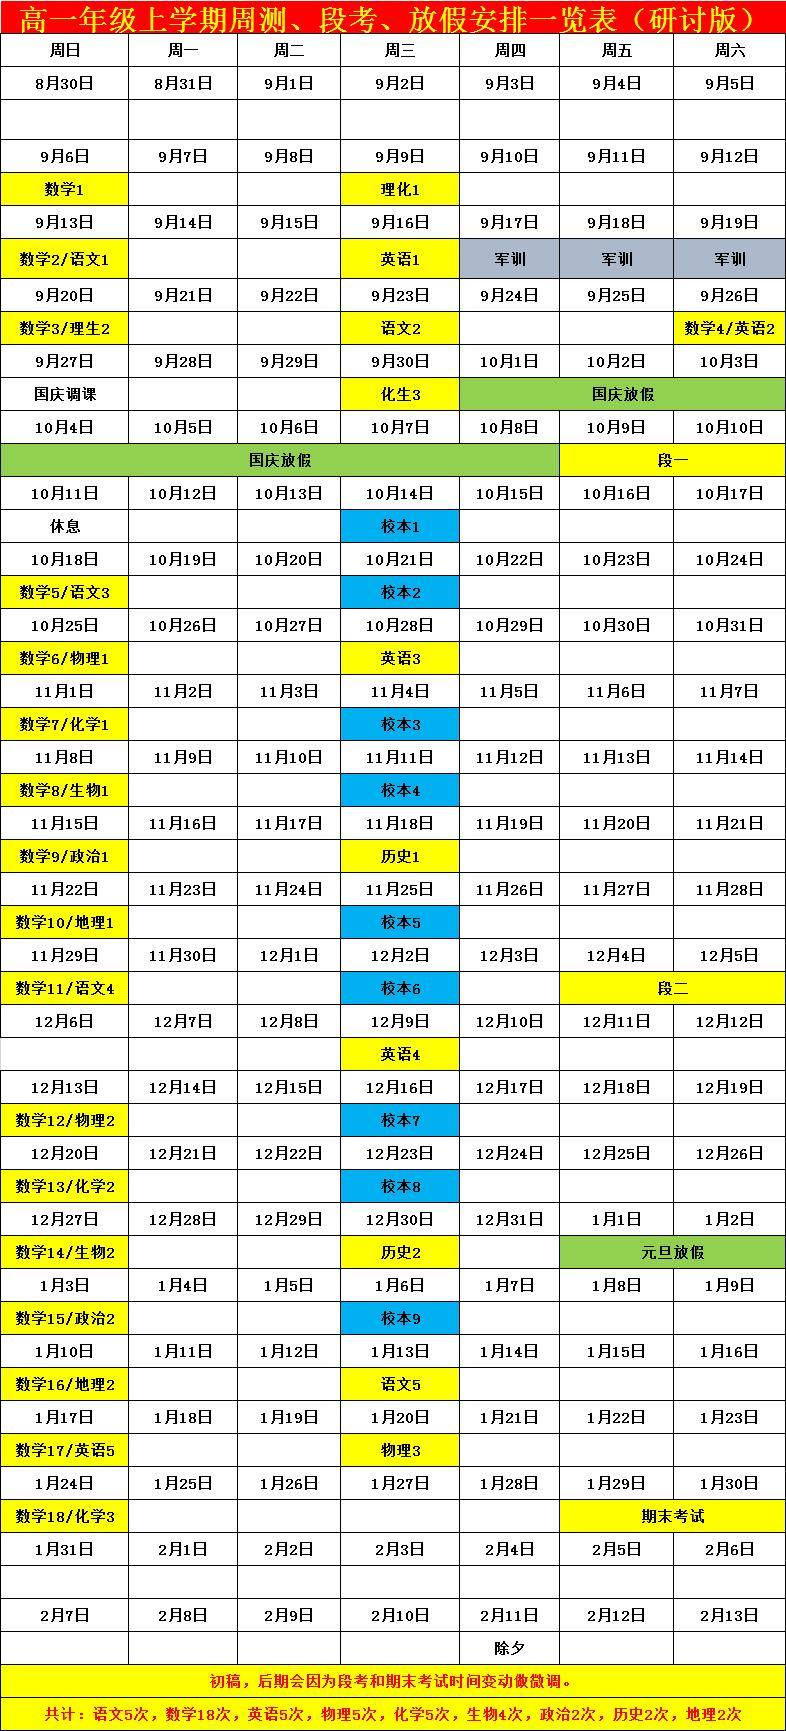 高一年级上学期周测、段考、放假安排一览表（研讨版）
周日 周一 周二 周三 周四 周五 周六
8月30日 8月31日 9月1日 9月2日 9月3日 9月4日 9月5日
9月6日 9月7日 9月8日 9月9日 9月10日 9月11日 9月12日
数学1 理化1
9月13日 9月14日 9月15日 9月16日 9月17日 9月18日 9月19日
数学2/语文1 英语1 军训 军训 军训
9月20日 9月21日 9月22日 9月23日 9月24日 9月25日 9月26日
数学3/理生2 语文2 数学4/英语2
9月27日 9月28日 9月29日 9月30日 10月1日 10月2日 10月3日
国庆调课 化生3 国庆放假
10月4日 10月5日 10月6日 10月7日 10月8日 10月9日 10月10日
国庆放假 段一
10月11日 10月12日 10月13日 10月14日 10月15日 10月16日 10月17日
休息 校本1
10月18日 10月19日 10月20日 10月21日 10月22日 10月23日 10月24日
数学5/语文3 校本2
10月25日 10月26日 10月27日 10月28日 10月29日 10月30日 10月31日
数学6/物理1 英语3
11月1日 11月2日 11月3日 11月4日 11月5日 11月6日 11月7日
数学7/化学1 校本3
11月8日 11月9日 11月10日 11月11日 11月12日 11月13日 11月14日
数学8/生物1 校本4
11月15日 11月16日 11月17日 11月18日 11月19日 11月20日 11月21日
数学9/政治1 历史1
11月22日 11月23日 11月24日 11月25日 11月26日 11月27日 11月28日
数学10/地理1 校本5
11月29日 11月30日 12月1日 12月2日 12月3日 12月4日 12月5日
数学11/语文4 校本6 段二
12月6日 12月7日 12月8日 12月9日 12月10日 12月11日 12月12日
英语4
12月13日 12月14日 12月15日 12月16日 12月17日 12月18日 12月19日
数学12/物理2 校本7
12月20日 12月21日 12月22日 12月23日 12月24日 12月25日 12月26日
数学13/化学2 校本8
12月27日 12月28日 12月29日 12月30日 12月31日 1月1日 1月2日
数学14/生物2 历史2 元旦放假
1月3日 1月4日 1月5日 1月6日 1月7日 1月8日 1月9日
数学15/政治2 校本9
1月10日 1月11日 1月12日 1月13日 1月14日 1月15日 1月16日
数学16/地理2 语文5
1月17日 1月18日 1月19日 1月20日 1月21日 1月22日 1月23日
数学17/英语5 物理3
1月24日 1月25日 1月26日 1月27日 1月28日 1月29日 1月30日
数学18/化学3 期末考试
1月31日 2月1日 2月2日 2月3日 2月4日 2月5日 2月6日
2月7日 2月8日 2月9日 2月10日 2月11日 2月12日 2月13日
除夕
初稿，后期会因为段考和期末考试时间变动做微调。
共计：语文5次，数学18次，英语5次，物理5次，化学5次，生物4次，政治2次，历史2次，地理2次